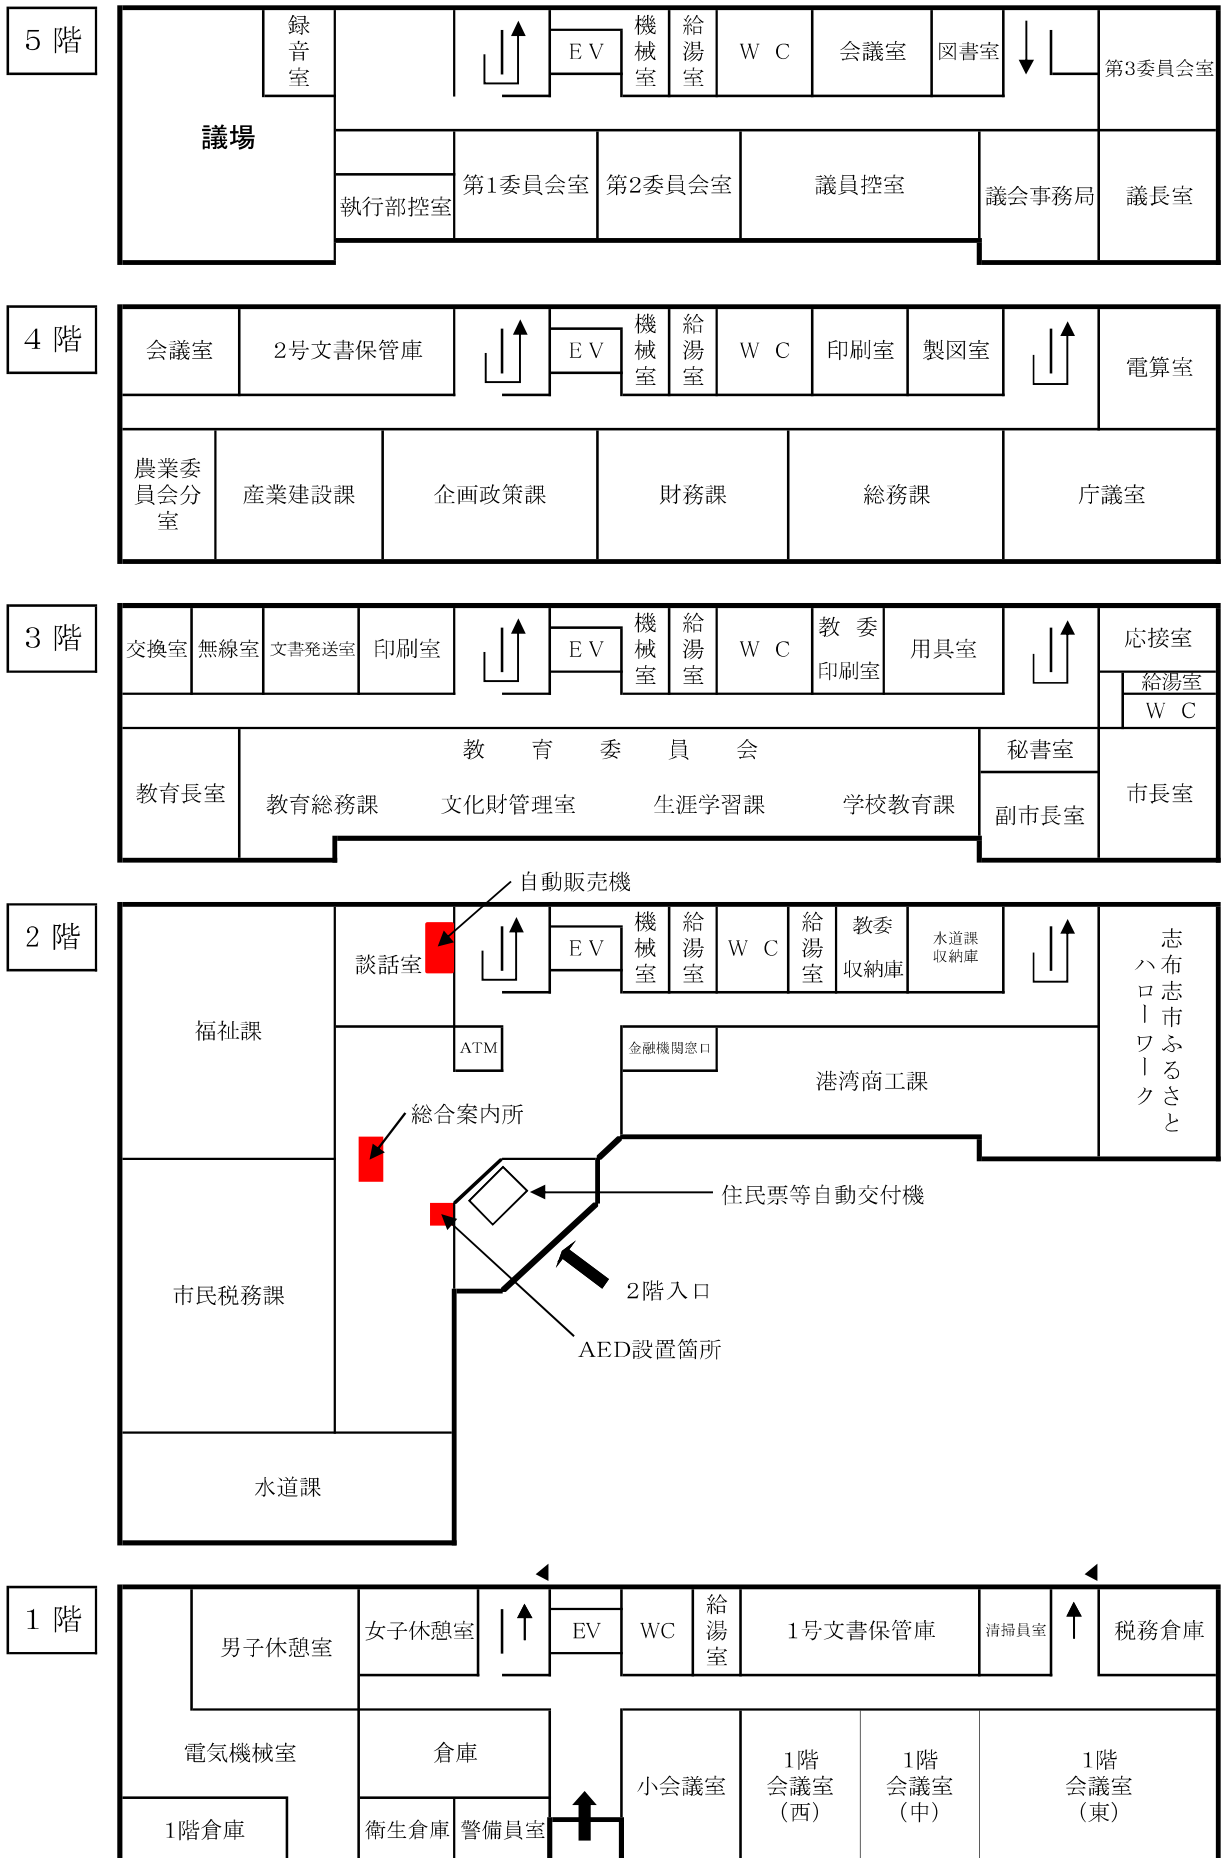 5 階
録音室
EV
機械室
給湯室
W C
会議室
図書室
第3委員会室
議場
執行部控室
第1委員会室
第2委員会室
議員控室
議会事務局
議長室
4 階
会議室
2号文書保管庫
EV
機械室
給湯室
W C
印刷室
製図室
電算室
農業委
員会分
室
産業建設課
企画政策課
財務課
総務課
庁議室
3 階
交換室
無線室
文書発送室
印刷室
EV
機械室
給湯室
W C
教 委
印刷室
用具室
応接室
給湯室
W C
教育長室
教 育 委 員 会
教育総務課
文化財管理室
生涯学習課
学校教育課
秘書室
副市長室
市長室
自動販売機
2 階
談話室
EV
機械室
給湯室
W C
給湯室
教委
収納庫
水道課
収納庫
志布志市ふるさと
ハローワーク
福祉課
ATM
金融機関窓口
港湾商工課
総合案内所
住民票等自動交付機
2階入口
市民税務課
AED設置箇所
水道課
1 階
男子休憩室
女子休憩室
EV
WC
給湯室
1号文書保管庫
清掃員室
税務倉庫
電気機械室
倉庫
小会議室
1階
会議室
(西)
1階
会議室
(中)
1階
会議室
(東)
1階倉庫
衛生倉庫
警備員室